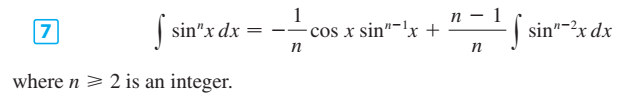 7 ∫ sinⁿx dx = −(1/n) cos x sinⁿ⁻¹x + ((n − 1)/n) ∫ sinⁿ⁻²x dx
where n ⩾ 2 is an integer.